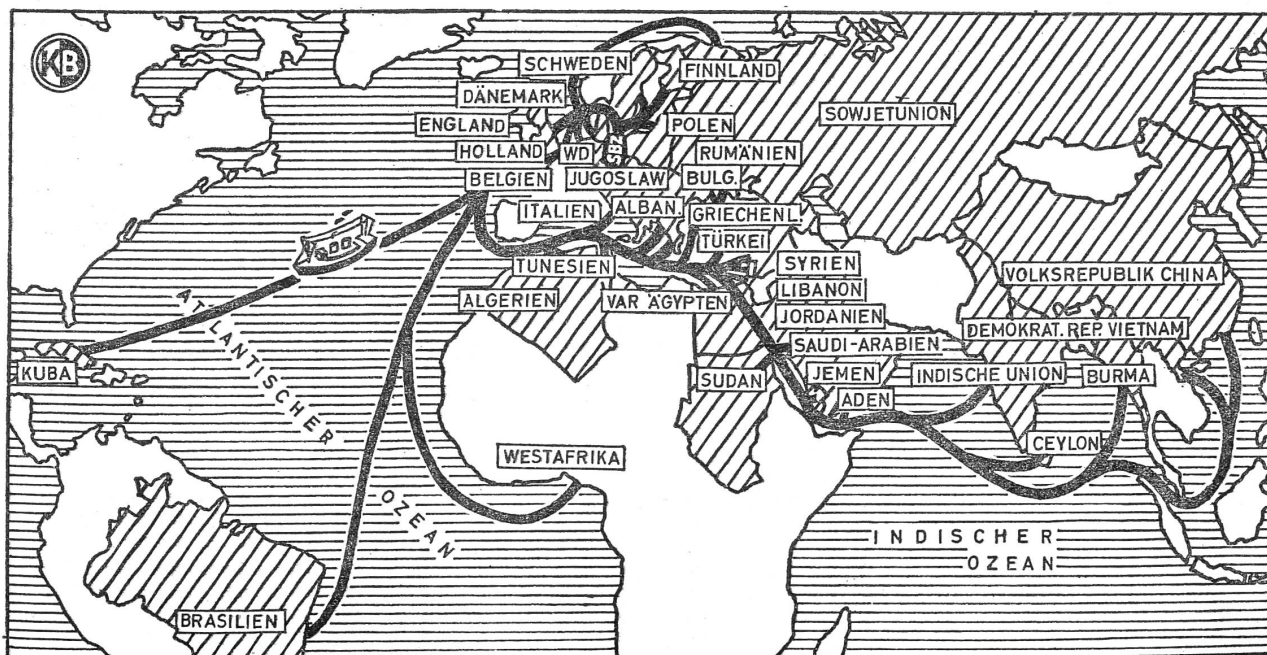 KB
SCHWEDEN
FINNLAND
DÄNEMARK
SOWJETUNION
ENGLAND
POLEN
HOLLAND
WD
RUMÄNIEN
BELGIEN
JUGOSLAW
BULG.
ITALIEN
ALBAN.
GRIECHENL.
TÜRKEI
TUNESIEN
SYRIEN
VOLKSREPUBLIK CHINA
ALGERIEN
VAR ÄGYPTEN
LIBANON
JORDANIEN
DEMOKRAT. REP. VIETNAM
SAUDI-ARABIEN
KUBA
SUDAN
JEMEN
INDISCHE UNION
BURMA
ADEN
ATLANTISCHER
OZEAN
CEYLON
WESTAFRIKA
INDISCHER
OZEAN
BRASILIEN